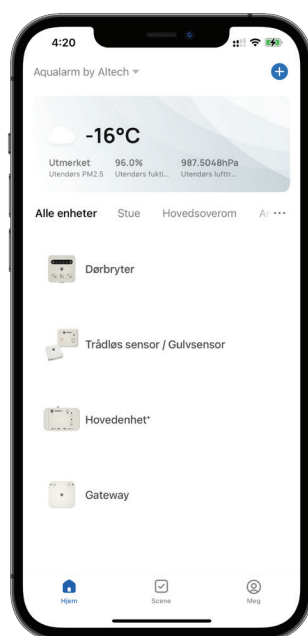 4:20
Aqualarm by Altech
-16°C
Utmerket 96.0% 987.5048hPa
Utendørs PM2.5 Utendørs fukti... Utendørs lufttr...
Alle enheter Stue Hovedsoverom Ar ...
Dørbryter
Trådløs sensor / Gulvsensor
Hovedenhet⁺
Gateway
Hjem Scene Meg